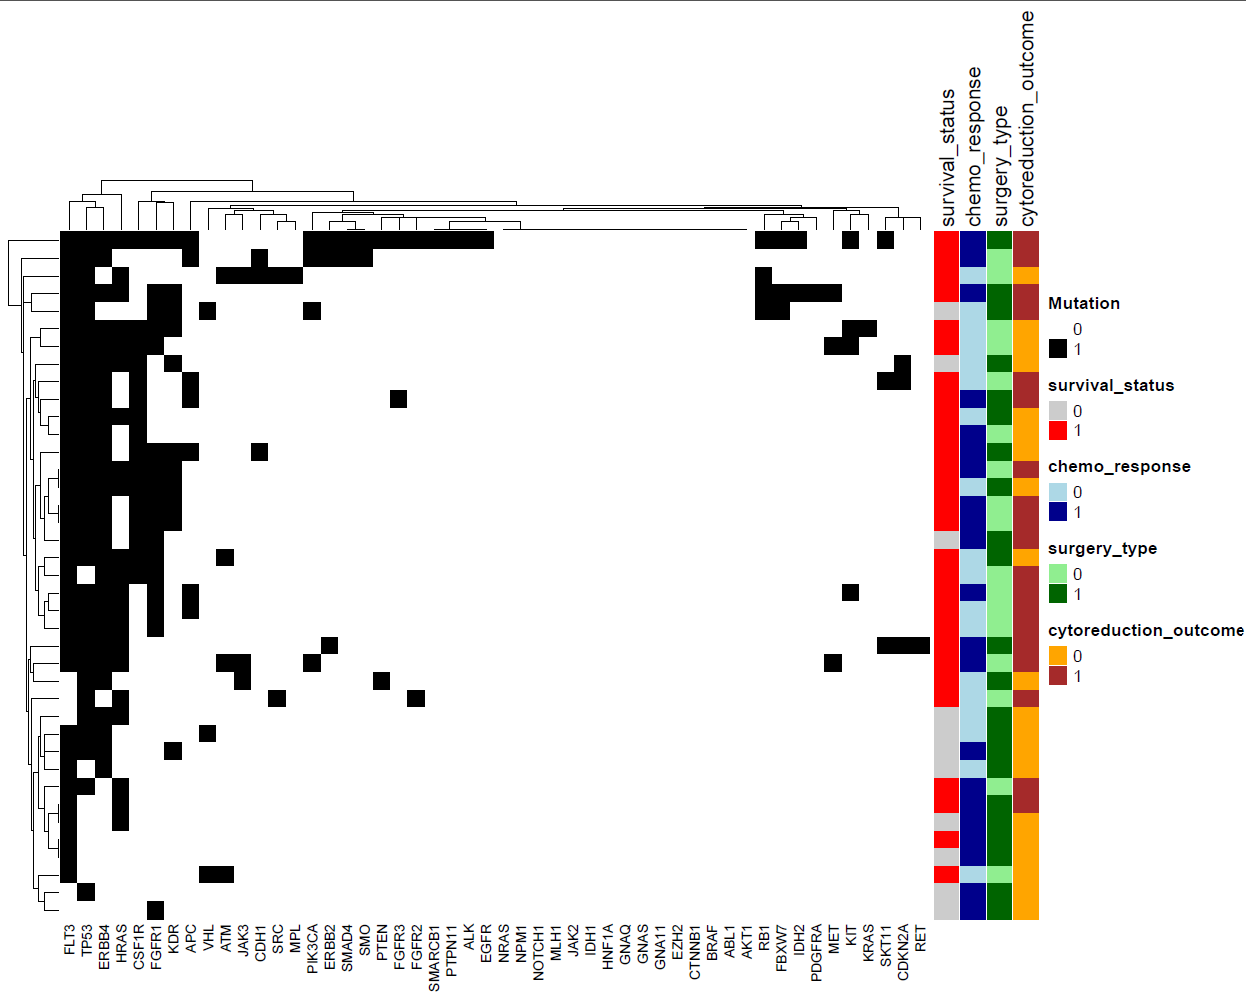 survival_status
chemo_response
surgery_type
cytoreduction_outcome
Mutation
0
1
survival_status
0
1
chemo_response
0
1
surgery_type
0
1
cytoreduction_outcome
0
1
FLT3
TP53
ERBB4
HRAS
CSF1R
FGFR1
KDR
APC
VHL
ATM
JAK3
CDH1
SRC
MPL
PIK3CA
ERBB2
SMAD4
SMO
PTEN
FGFR3
FGFR2
SMARCB1
PTPN11
ALK
EGFR
NRAS
NPM1
NOTCH1
MLH1
JAK2
IDH1
HNF1A
GNAQ
GNAS
GNA11
EZH2
CTNNB1
BRAF
ABL1
AKT1
RB1
FBXW7
IDH2
PDGFRA
MET
KIT
KRAS
SKT11
CDKN2A
RET